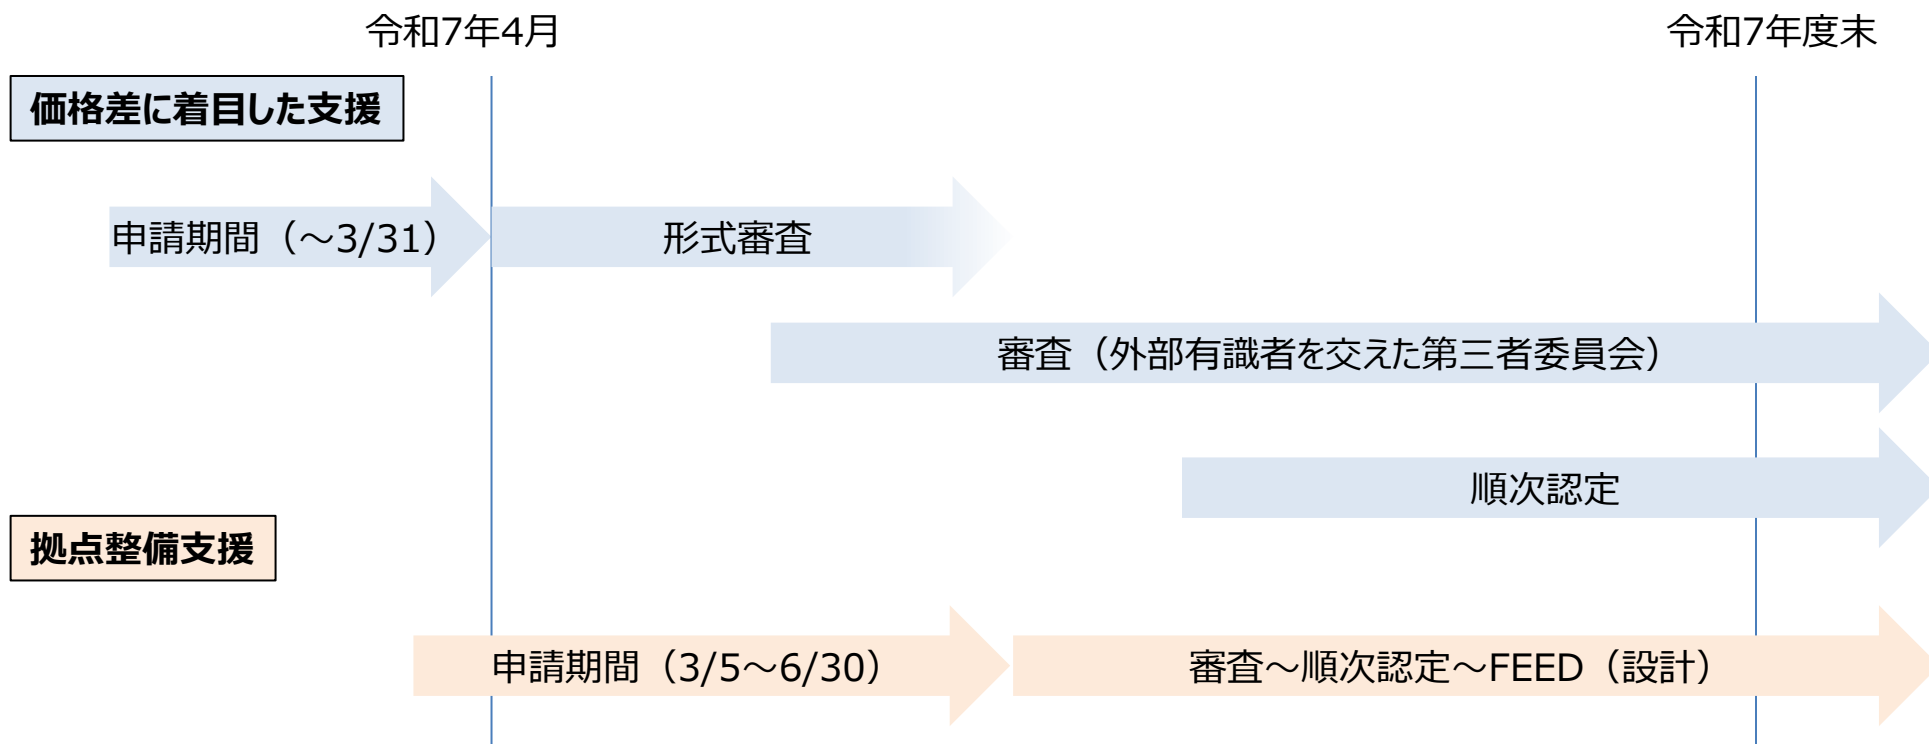 令和7年4月
令和7年度末
価格差に着目した支援
申請期間（～3/31）
形式審査
審査（外部有識者を交えた第三者委員会）
順次認定
拠点整備支援
申請期間（3/5～6/30）
審査～順次認定～FEED（設計）